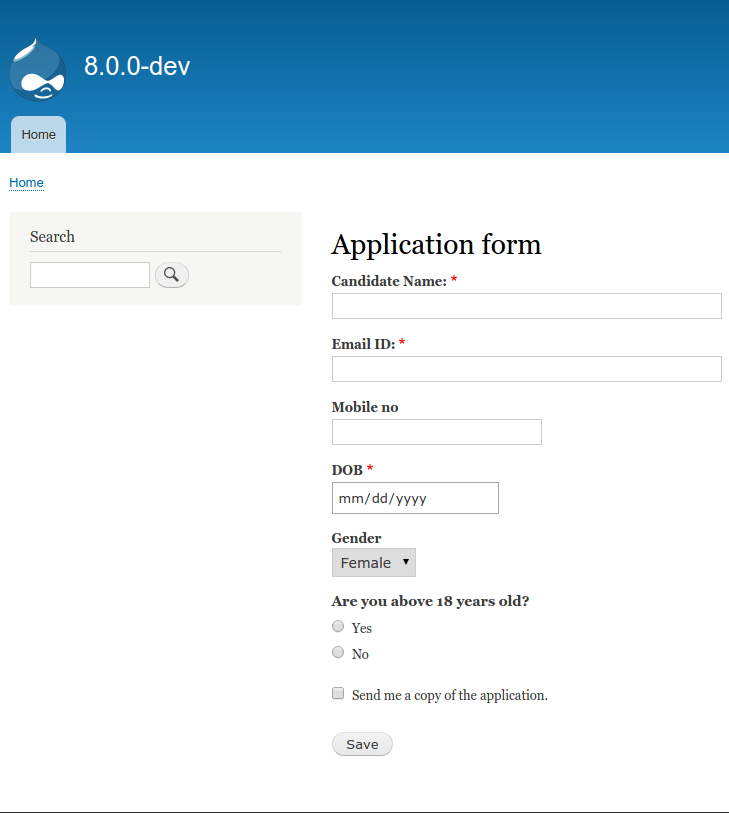 8.0.0-dev
Home
Home
Search
Application form
Candidate Name: *
Email ID: *
Mobile no
DOB *
mm/dd/yyyy
Gender
Female
Are you above 18 years old?
Yes
No
Send me a copy of the application.
Save